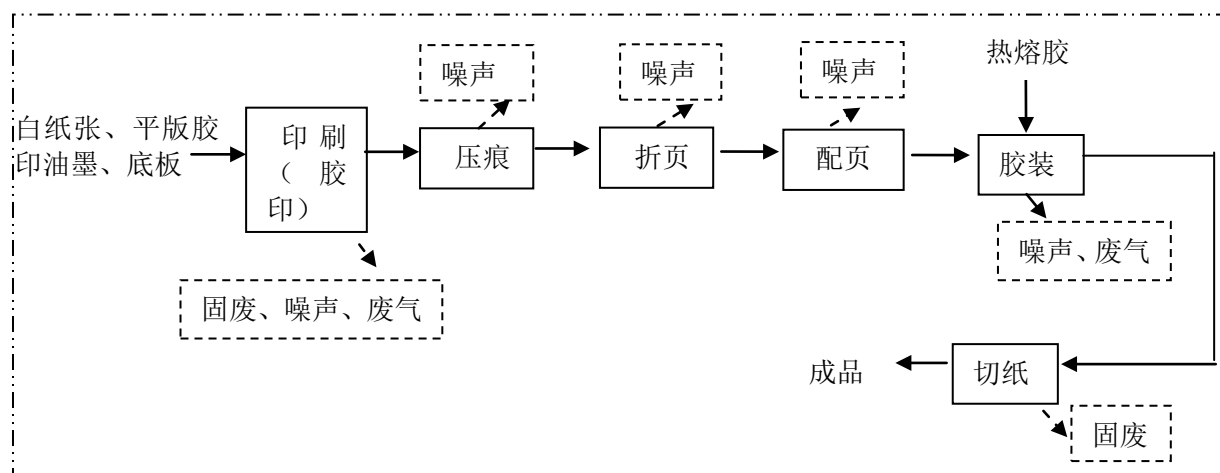 噪声
噪声
噪声
热熔胶
白纸张、平版胶
印油墨、底板
印刷
（胶
印）
压痕
折页
配页
胶装
噪声、废气
固废、噪声、废气
成品
切纸
固废